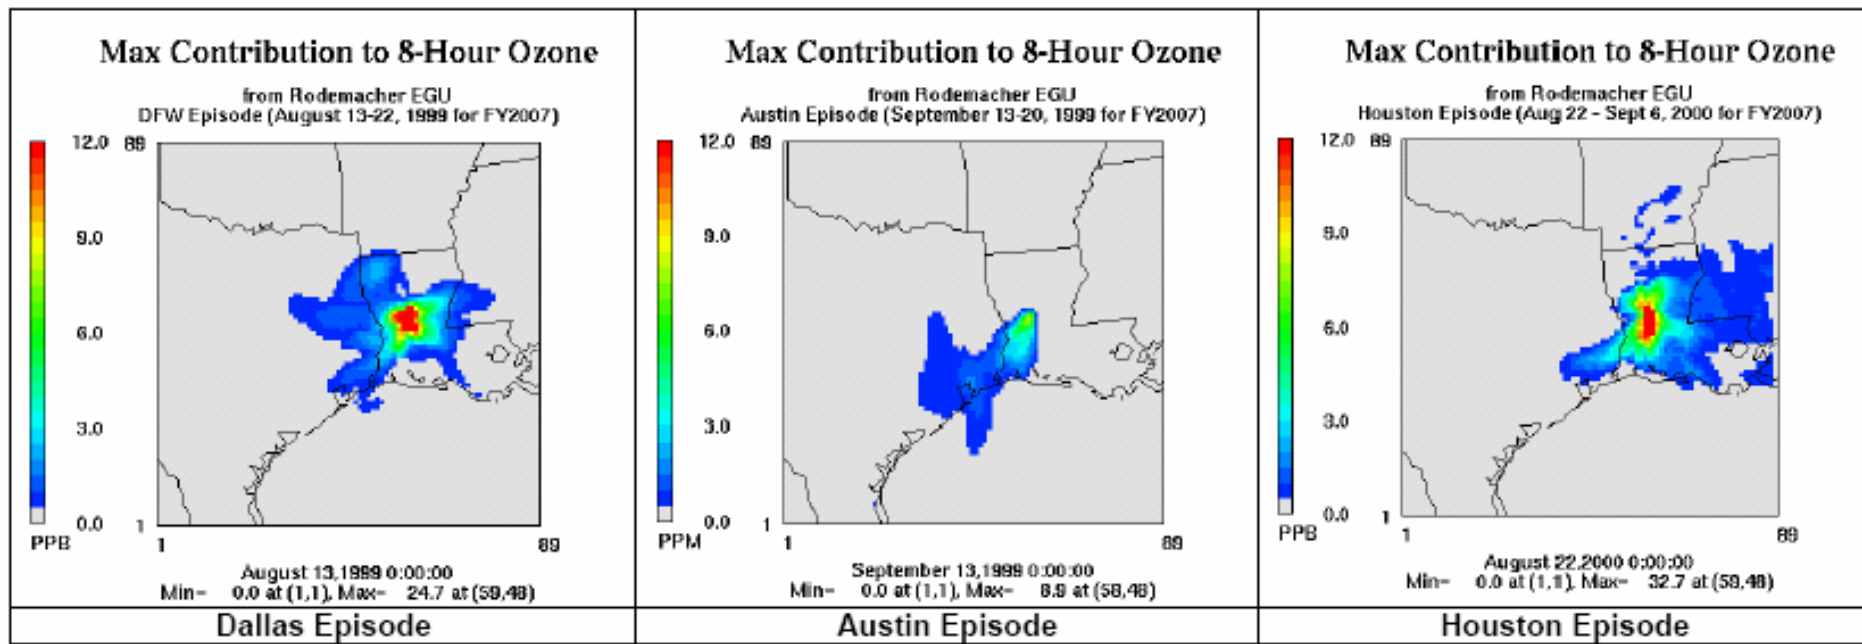 Max Contribution to 8-Hour Ozone
from Rodemacher EGU
DFW Episode (August 13-22, 1999 for FY2007)
12.0
9.0
6.0
3.0
0.0
PPB
89
1
1
89
August 13,1999 0:00:00
Min= 0.0 at (1,1), Max= 24.7 at (59,48)
Dallas Episode
Max Contribution to 8-Hour Ozone
from Rodemacher EGU
Austin Episode (September 13-20, 1999 for FY2007)
12.0
9.0
6.0
3.0
0.0
PPM
89
1
1
89
September 13,1999 0:00:00
Min= 0.0 at (1,1), Max= 8.9 at (58,48)
Austin Episode
Max Contribution to 8-Hour Ozone
from Rodemacher EGU
Houston Episode (Aug 22 - Sept 6, 2000 for FY2007)
12.0
9.0
6.0
3.0
0.0
PPB
89
1
1
89
August 22,2000 0:00:00
Min= 0.0 at (1,1), Max= 32.7 at (59,48)
Houston Episode